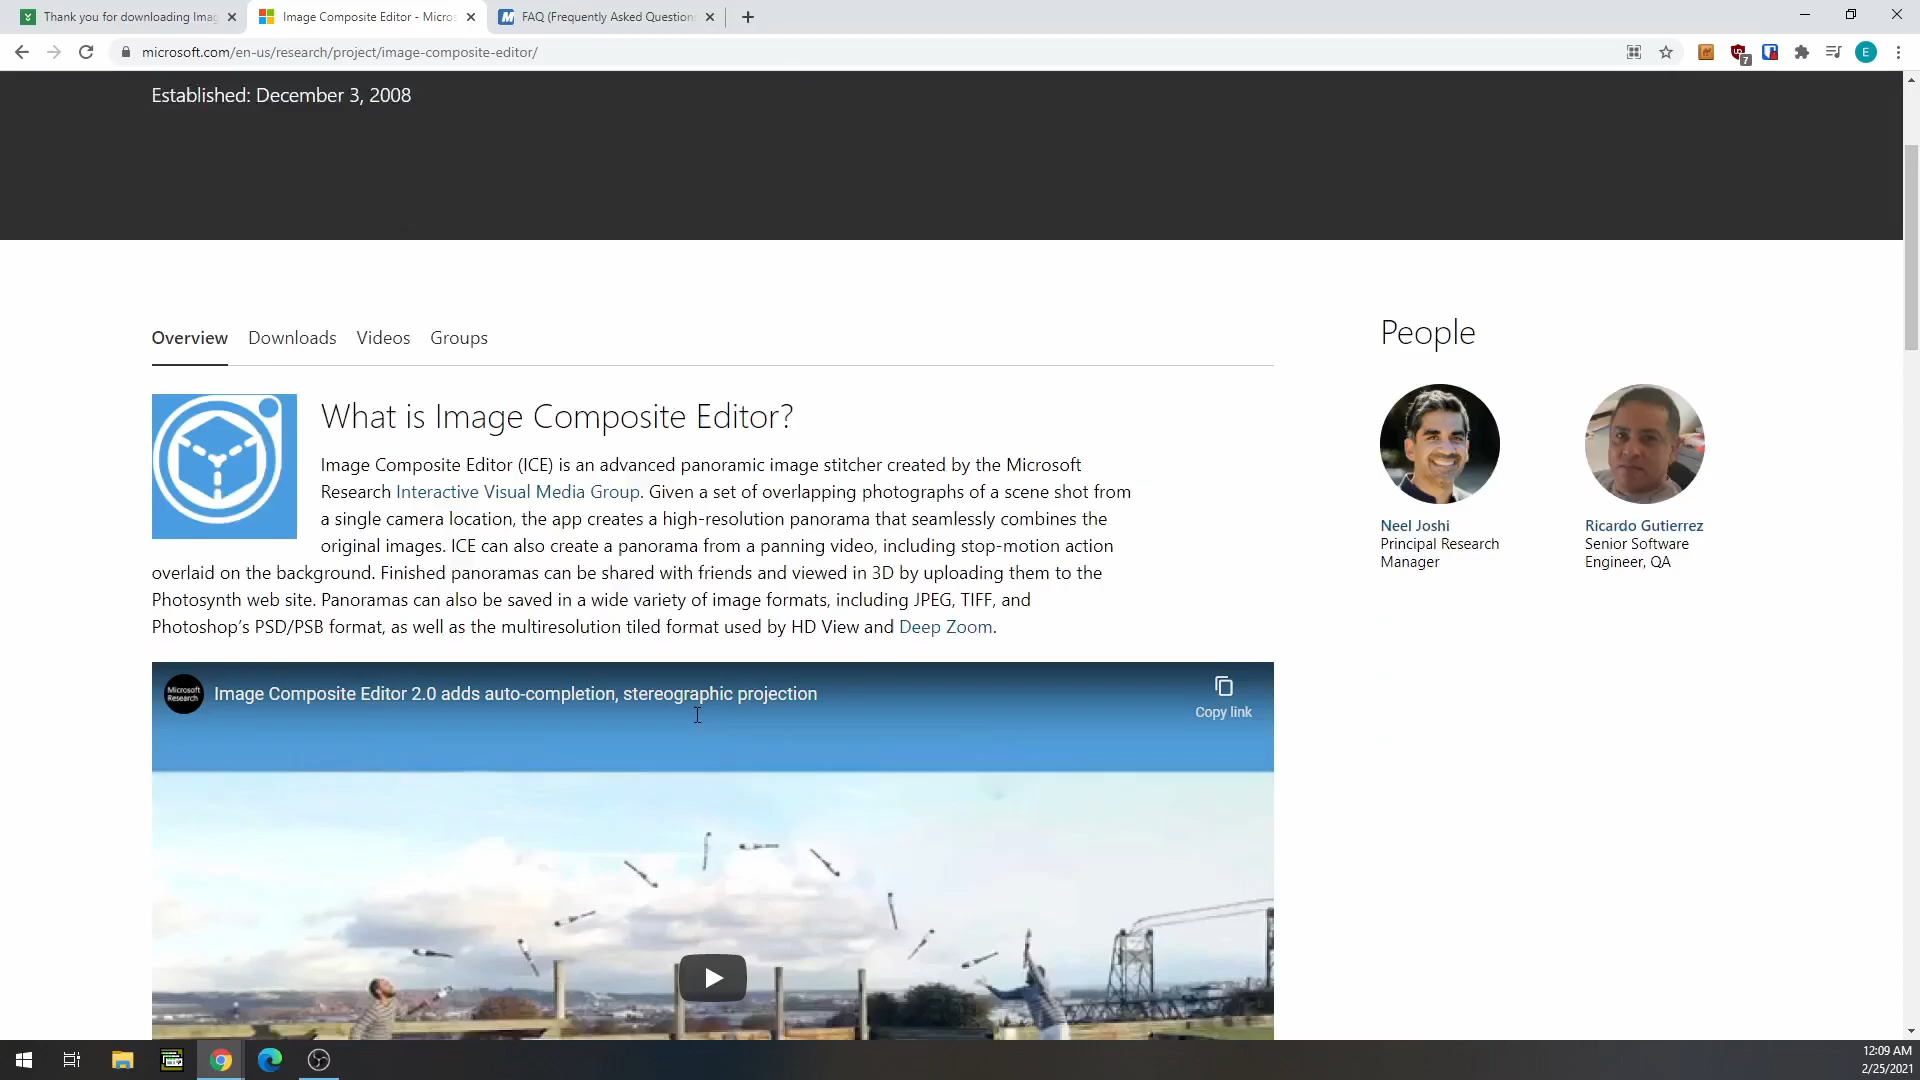 Thank you for downloading Imag
Image Composite Editor - Micros
FAQ (Frequently Asked Question
microsoft.com/en-us/research/project/image-composite-editor/
7
E
Established: December 3, 2008
Overview Downloads Videos Groups
People
What is Image Composite Editor?
Image Composite Editor (ICE) is an advanced panoramic image stitcher created by the Microsoft
Research Interactive Visual Media Group. Given a set of overlapping photographs of a scene shot from
a single camera location, the app creates a high-resolution panorama that seamlessly combines the
original images. ICE can also create a panorama from a panning video, including stop-motion action
overlaid on the background. Finished panoramas can be shared with friends and viewed in 3D by uploading them to the
Photosynth web site. Panoramas can also be saved in a wide variety of image formats, including JPEG, TIFF, and
Photoshop’s PSD/PSB format, as well as the multiresolution tiled format used by HD View and Deep Zoom.
Neel Joshi
Principal Research
Manager
Ricardo Gutierrez
Senior Software
Engineer, QA
Microsoft
Research
Image Composite Editor 2.0 adds auto-completion, stereographic projection
Copy link
12:09 AM
2/25/2021